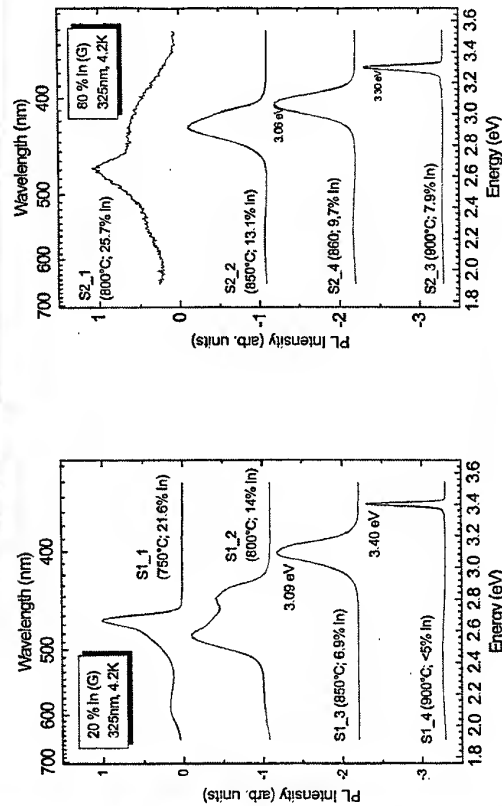 Wavelength (nm)
700 600 500 400
20 % In (G)
325nm, 4.2K
S1_1
(750°C; 21.6% In)
S1_2
(800°C; 14% In)
3.09 eV
S1_3 (850°C; 6.9% In)
3.40 eV
S1_4 (900°C; <5% In)
PL Intensity (arb. units)
1
0
-1
-2
-3
1.8 2.0 2.2 2.4 2.6 2.8 3.0 3.2 3.4 3.6
Energy (eV)
Wavelength (nm)
700 600 500 400
80 % In (G)
325nm, 4.2K
S2_1
(800°C; 25.7% In)
S2_2
(850°C; 13.1% In)
3.06 eV
S2_4 (860; 9,7% In)
3.30 eV
S2_3 (900°C; 7.9% In)
PL Intensity (arb. units)
1
0
-1
-2
-3
1.8 2.0 2.2 2.4 2.6 2.8 3.0 3.2 3.4 3.6
Energy (eV)